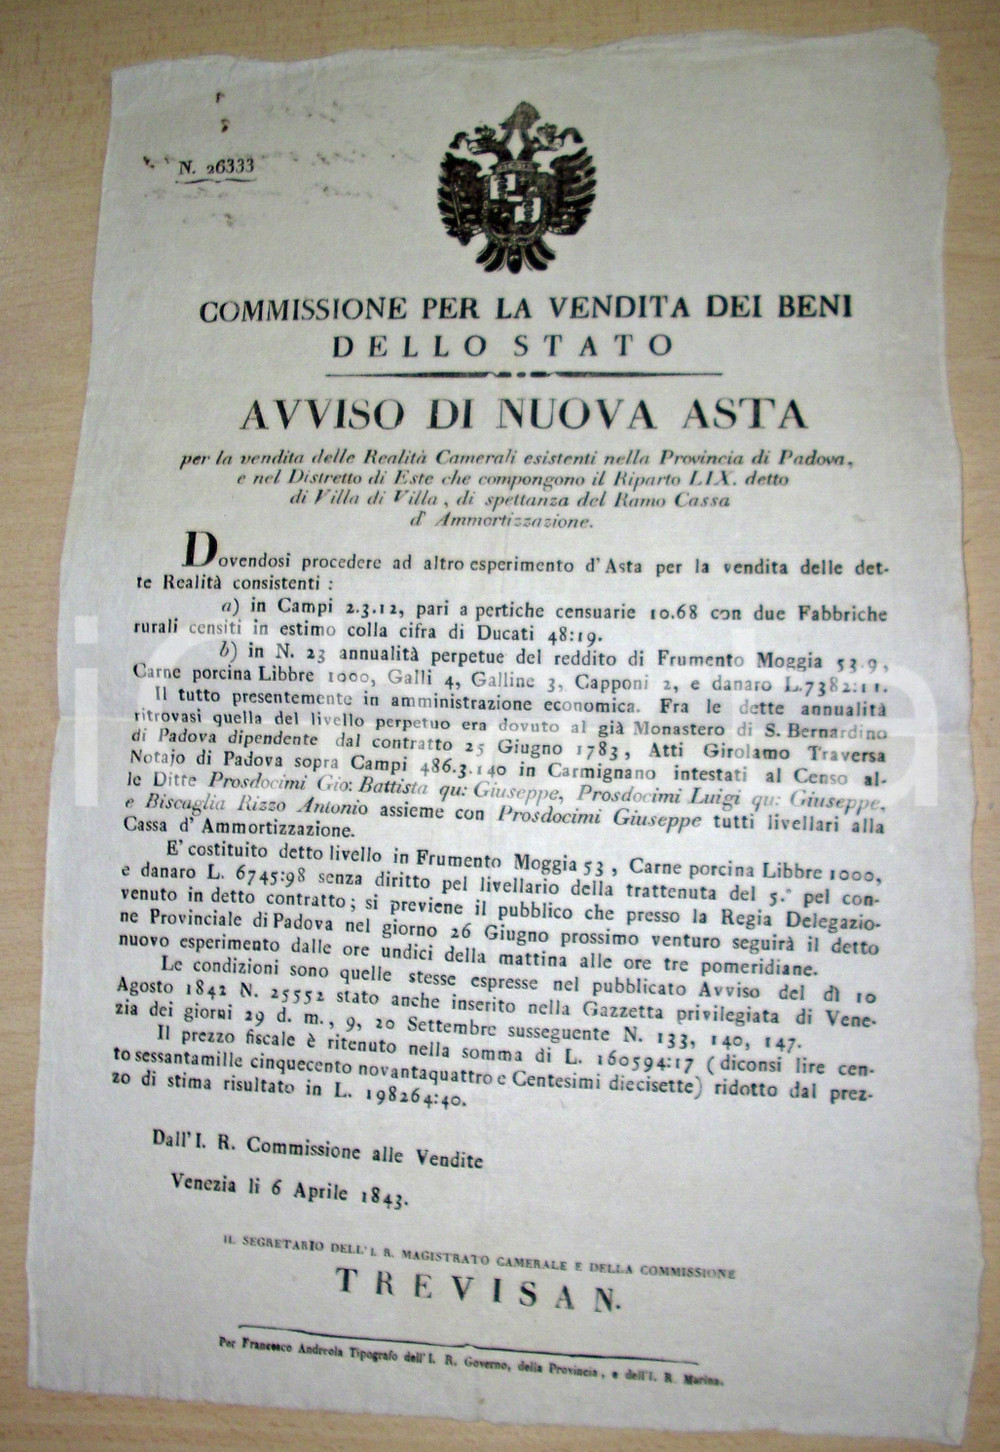 N. 26333
COMMISSIONE PER LA VENDITA DEI BENI
DELLO STATO
AVVISO DI NUOVA ASTA
per la vendita delle Realità Camerali esistenti nella Provincia di Padova,
e nel Distretto di Este che compongono il Riparto LIX. detto
di Villa di Villa, di spettanza del Ramo Cassa
d' Ammortizzazione.
Dovendosi procedere ad altro esperimento d'Asta per la vendita delle det-
te Realità consistenti :
a) in Campi 2.3.12, pari a pertiche censuarie 10.68 con due Fabbriche
rurali censiti in estimo colla cifra di Ducati 48:19.
b) in N. 23 annualità perpetue del reddito di Frumento Moggia 53.9,
Carne porcina Libbre 1000, Galli 4, Galline 3, Capponi 2, e danaro L.7382:11.
Il tutto presentemente in amministrazione economica. Fra le dette annualità
ritrovasi quella del livello perpetuo era dovuto al già Monastero di S. Bernardino
di Padova dipendente dal contratto 25 Giugno 1783, Atti Girolamo Traversa
Notajo di Padova sopra Campi 486.3.140 in Carmignano intestati al Censo al-
le Ditte Prosdocimi Gio: Battista qu: Giuseppe, Prosdocimi Luigi qu: Giuseppe,
e Biscaglia Rizzo Antonio assieme con Prosdocimi Giuseppe tutti livellari alla
Cassa d' Ammortizzazione.
E' costituito detto livello in Frumento Moggia 53, Carne porcina Libbre 1000,
e danaro L. 6745:98 senza diritto pel livellario della trattenuta del 5.° pel con-
venuto in detto contratto; si previene il pubblico che presso la Regia Delegazio-
ne Provinciale di Padova nel giorno 26 Giugno prossimo venturo seguirà il detto
nuovo esperimento dalle ore undici della mattina alle ore tre pomeridiane.
Le condizioni sono quelle stesse espresse nel pubblicato Avviso del dì 10
Agosto 1842 N. 25552 stato anche inserito nella Gazzetta privilegiata di Vene-
zia dei giorni 29 d. m., 9, 20 Settembre susseguente N. 133, 140, 147.
Il prezzo fiscale è ritenuto nella somma di L. 160594:17 (diconsi lire cen-
to sessantamille cinquecento novantaquattro e Centesimi diecisette) ridotto dal prez-
zo di stima risultato in L. 198264:40.
Dall'I. R. Commissione alle Vendite
Venezia li 6 Aprile 1843.
IL SEGRETARIO DELL'I. R. MAGISTRATO CAMERALE E DELLA COMMISSIONE
TREVISAN.
Per Francesco Andreola Tipografo dell'I. R. Governo, della Provincia, e dell'I. R. Marina.